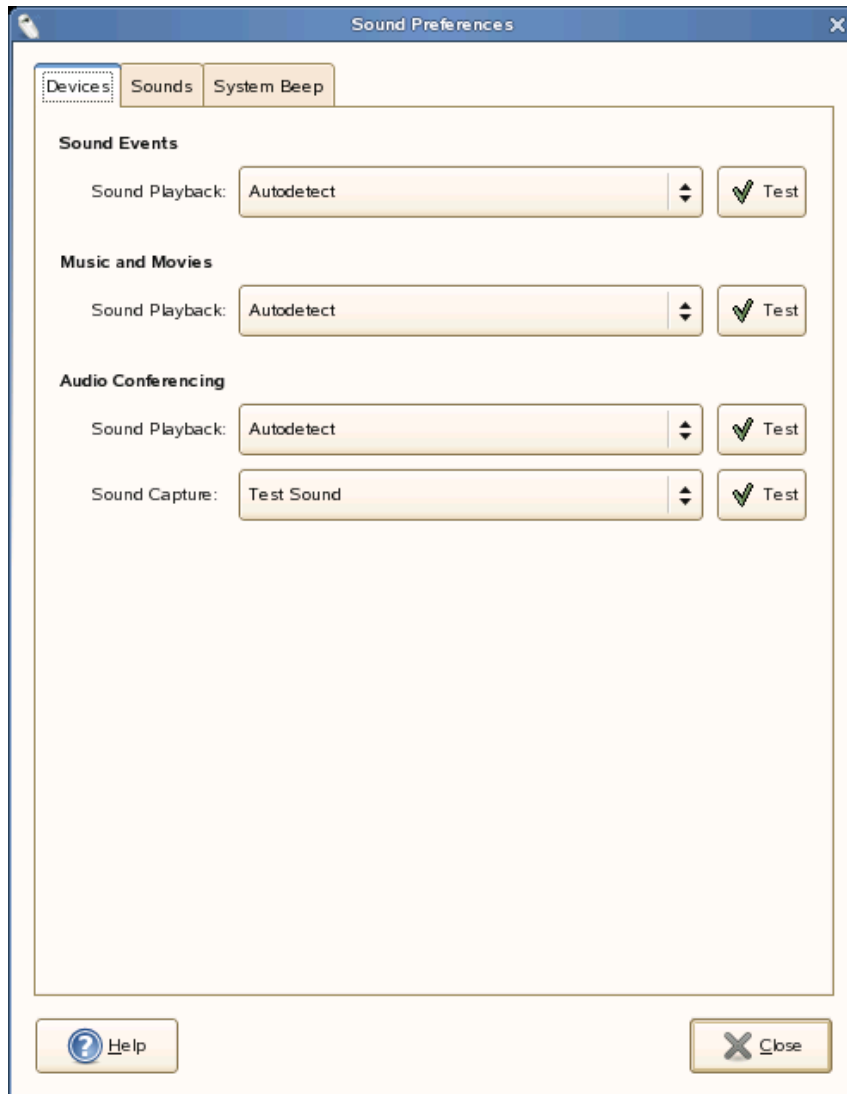 Sound Preferences
Devices Sounds System Beep
Sound Events
Sound Playback: Autodetect Test
Music and Movies
Sound Playback: Autodetect Test
Audio Conferencing
Sound Playback: Autodetect Test
Sound Capture: Test Sound Test
Help Close